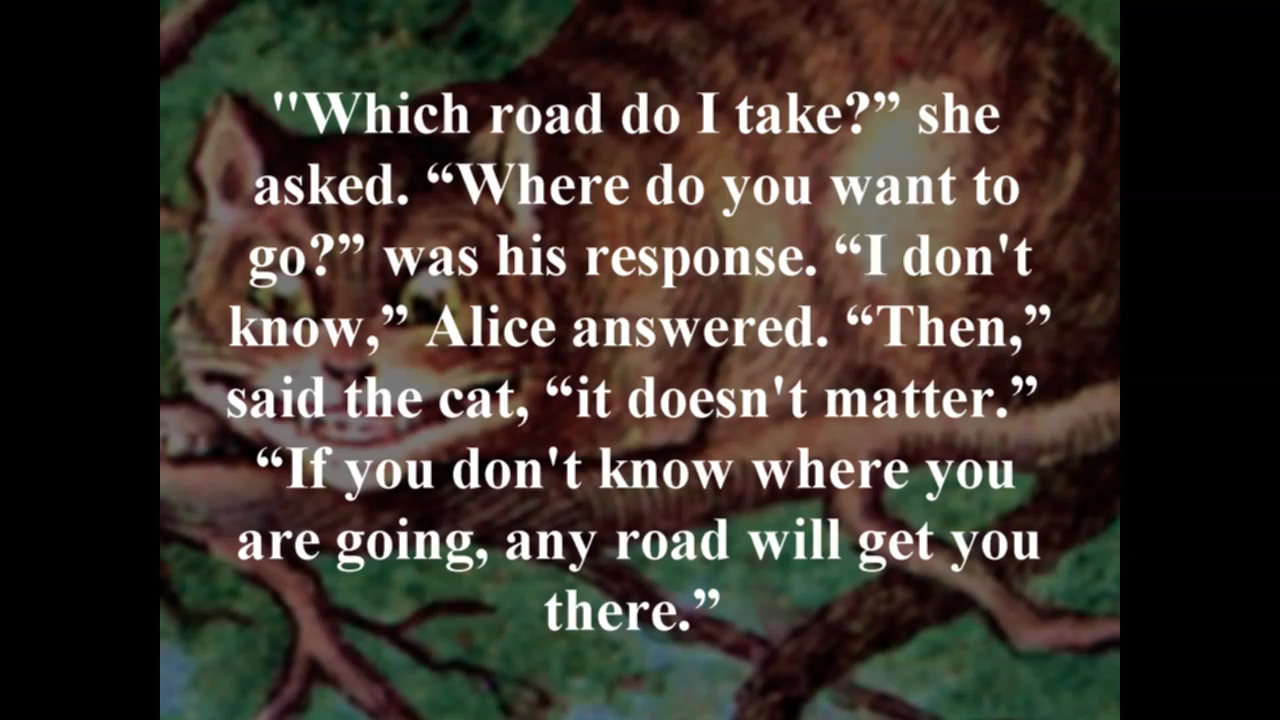 "Which road do I take?” she
asked. “Where do you want to
go?” was his response. “I don't
know,” Alice answered. “Then,”
said the cat, “it doesn't matter.”
“If you don't know where you
are going, any road will get you
there.”